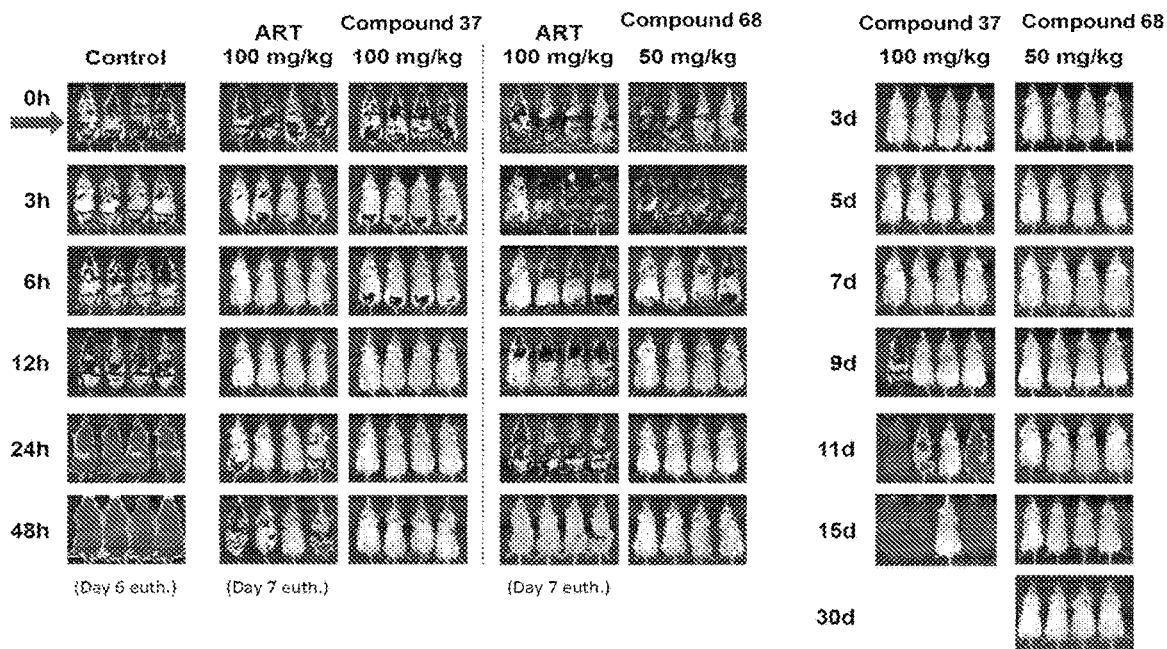 Control
ART
100 mg/kg
Compound 37
100 mg/kg
ART
100 mg/kg
Compound 68
50 mg/kg
Compound 37
100 mg/kg
Compound 68
50 mg/kg
0h
3h
6h
12h
24h
48h
3d
5d
7d
9d
11d
15d
30d
(Day 6 euth.)
(Day 7 euth.)
(Day 7 euth.)